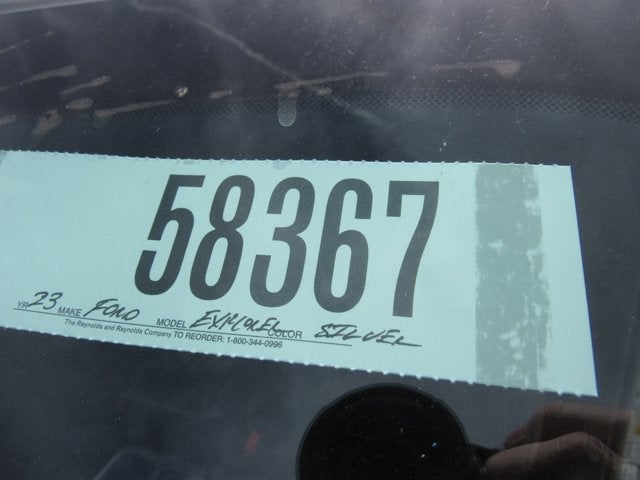 58367
YR 23 MAKE FORD MODEL EXPLORER COLOR SILVER
The Reynolds and Reynolds Company TO REORDER: 1-800-344-0996